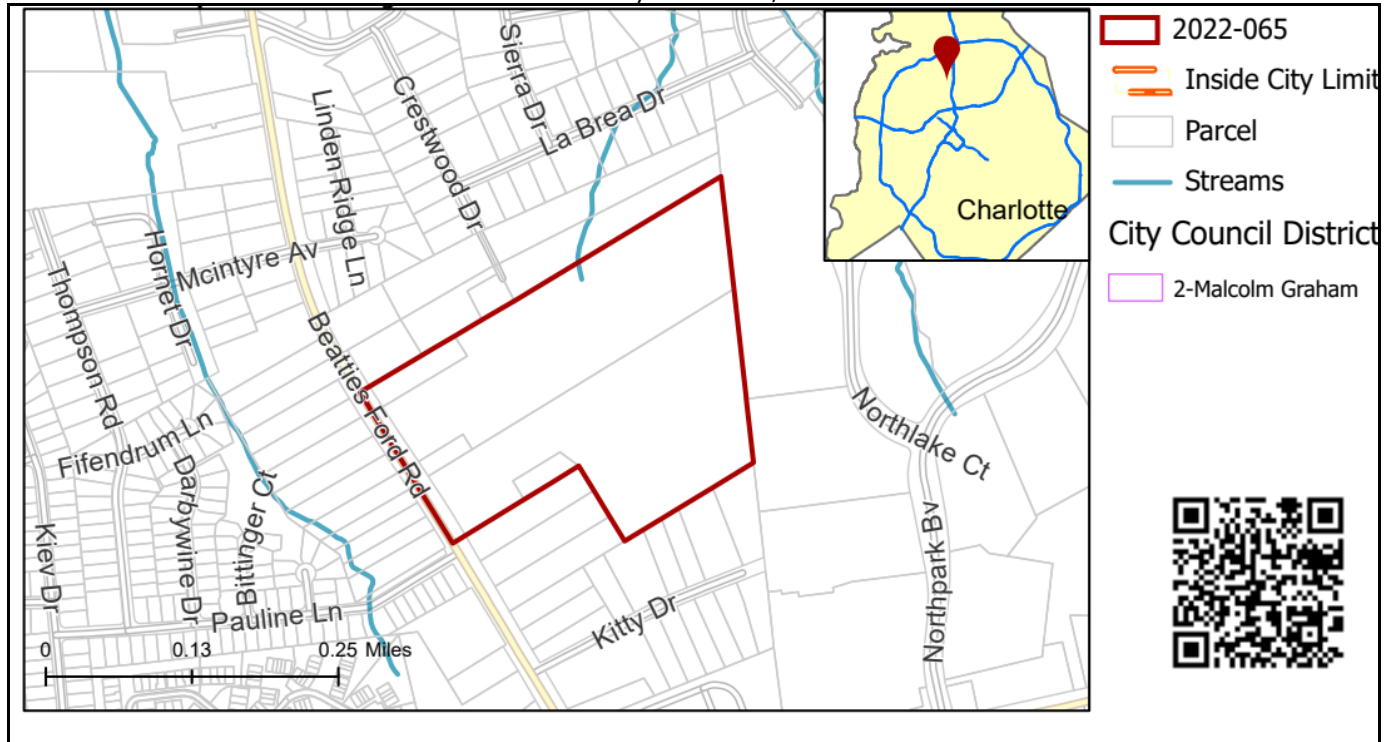 Sierra Dr
Crestwood Dr
La Brea Dr
Linden Ridge Ln
Hornet Dr
Mcintyre Av
Thompson Rd
Beatties Ford Rd
Fifendrum Ln
Darbywine Dr
Bittinger Ct
Kiev Dr
Pauline Ln
Kitty Dr
Northlake Ct
Northpark Bv
0 0.13 0.25 Miles
Charlotte
2022-065
Inside City Limit
Parcel
Streams
City Council District
2-Malcolm Graham